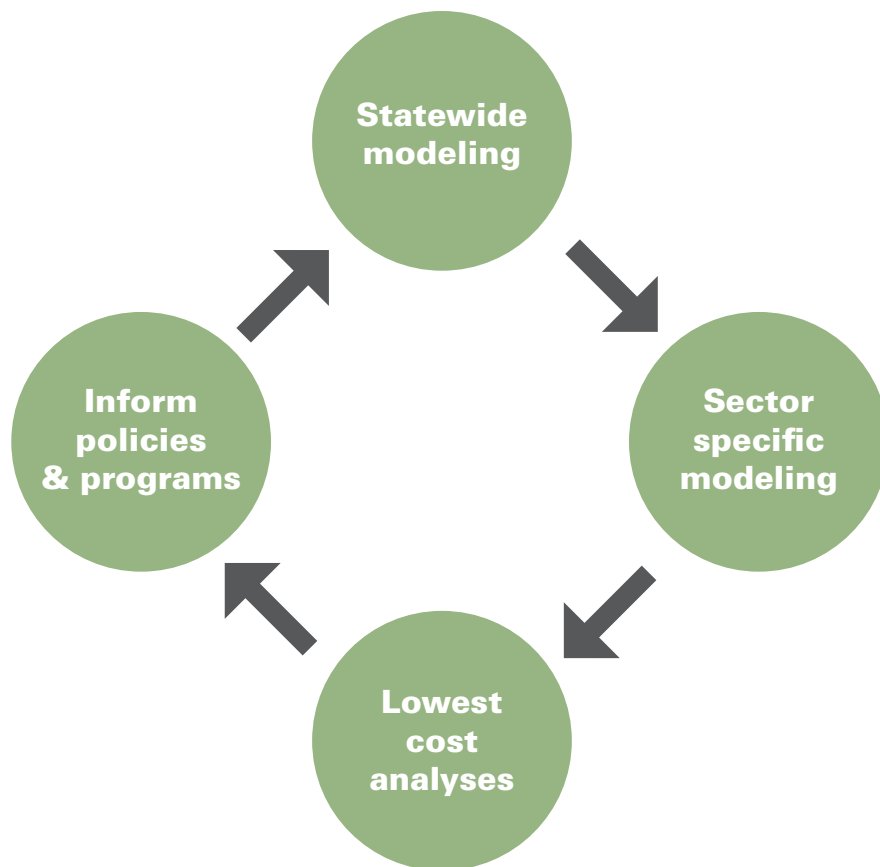 Statewide
modeling
Sector
specific
modeling
Lowest
cost
analyses
Inform
policies
& programs